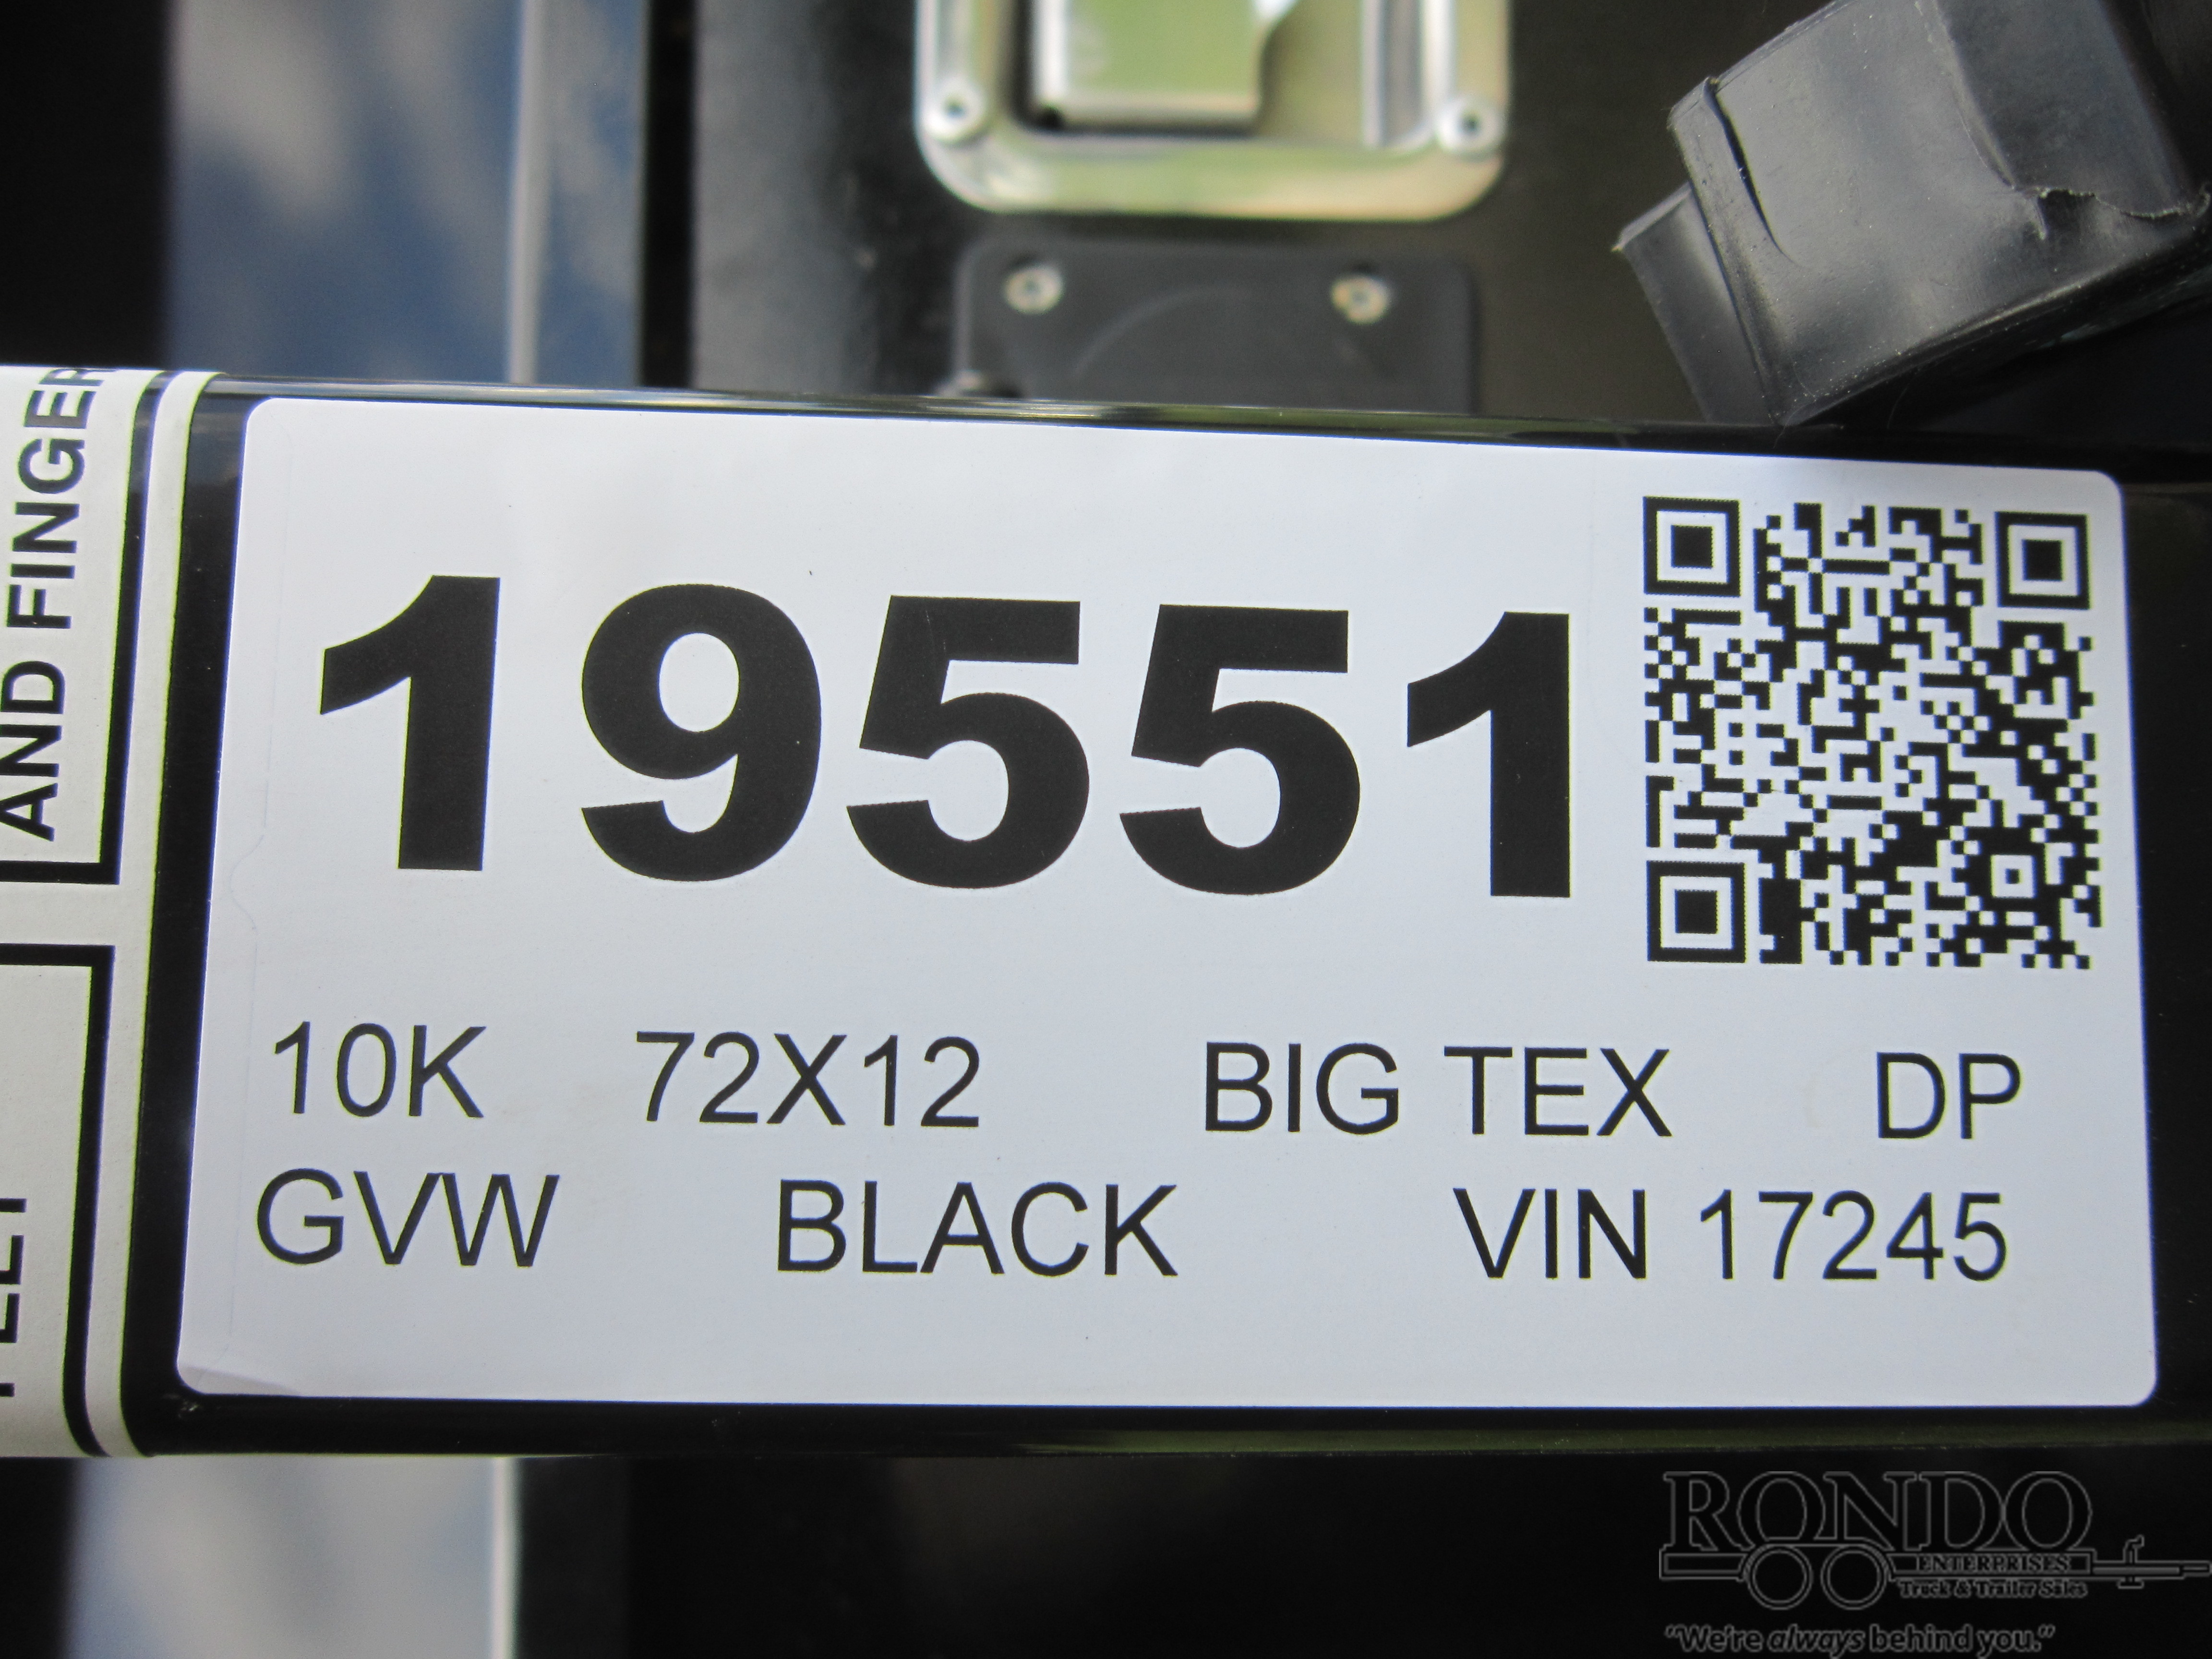 AND FINGER
19551
10K 72X12 BIG TEX DP
GVW BLACK VIN 17245
RONDO
ENTERPRISES
Truck & Trailer Sales
"We're always behind you."